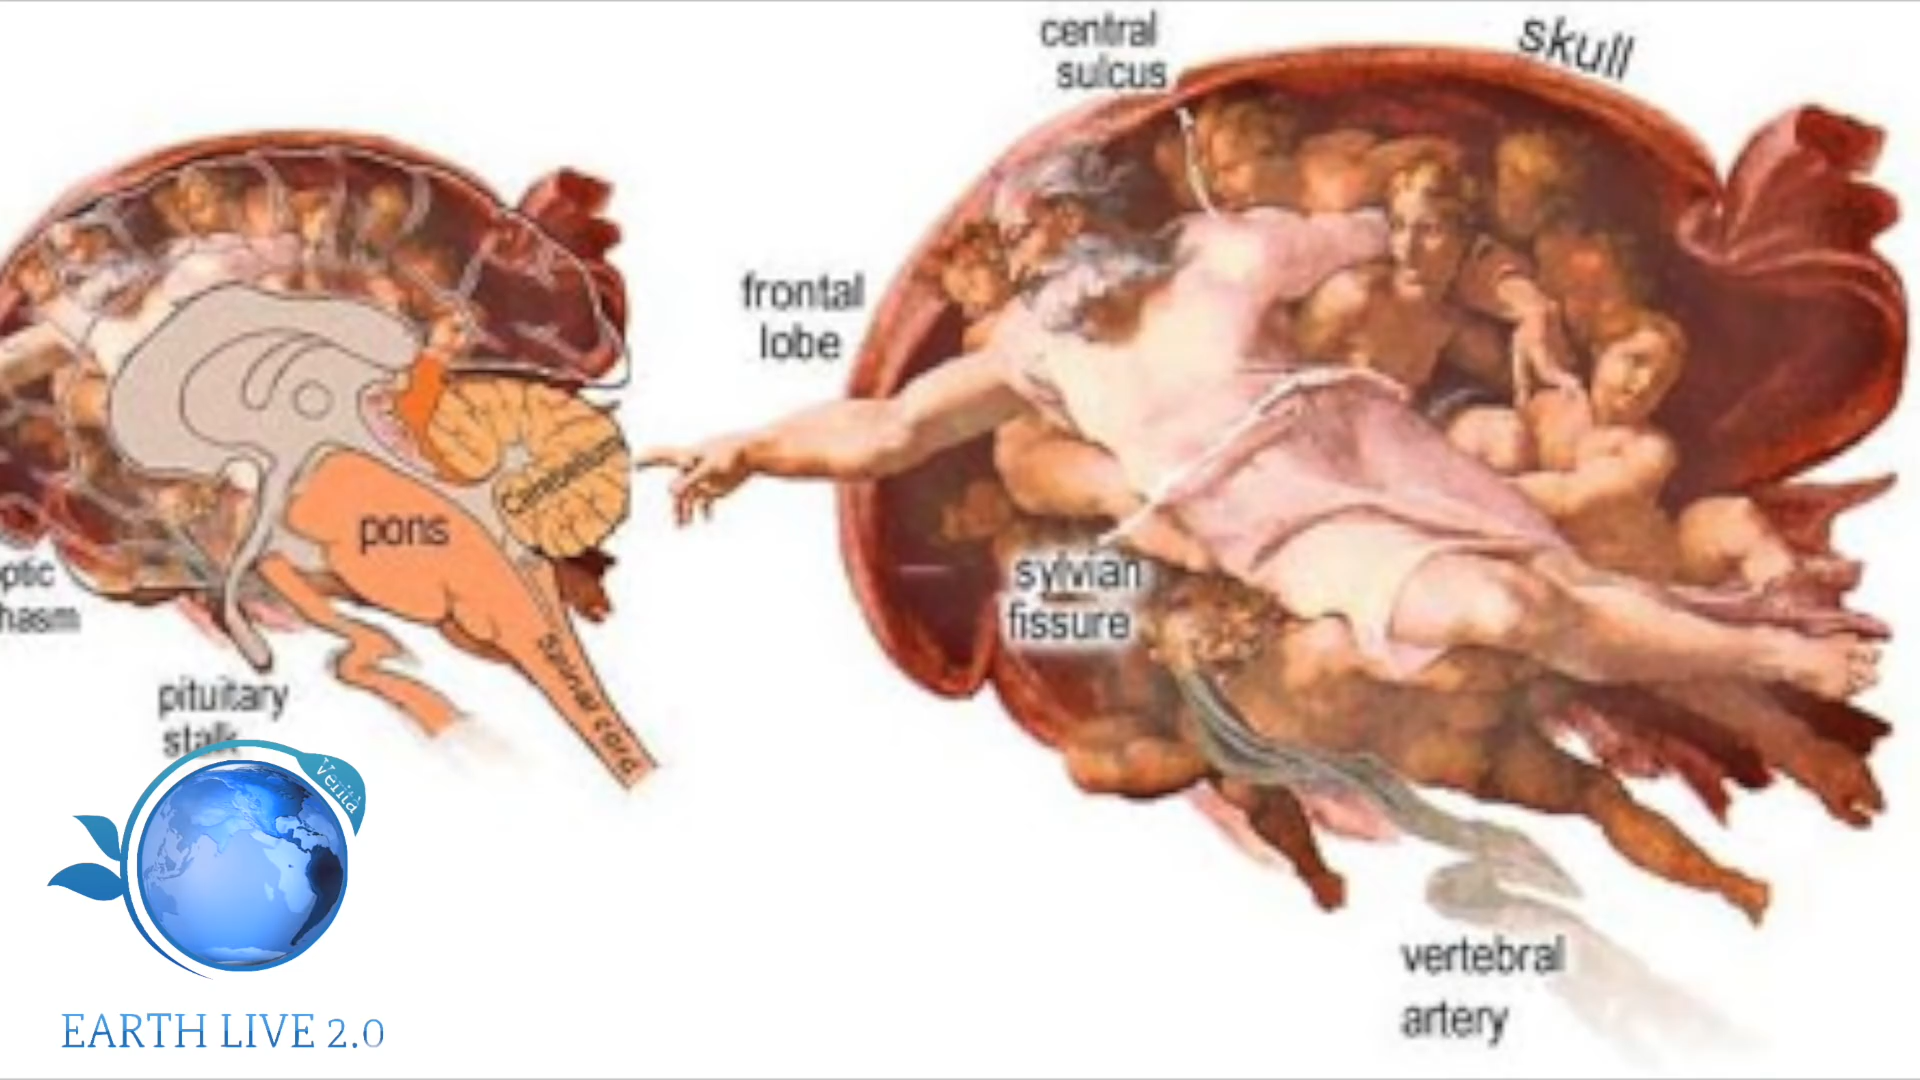 central
sulcus
skull
frontal
lobe
pons
Cerebellum
sylvian
fissure
ptic
hasm
spinal cord
pituitary
stalk
Verità
vertebral
artery
EARTH LIVE 2.0